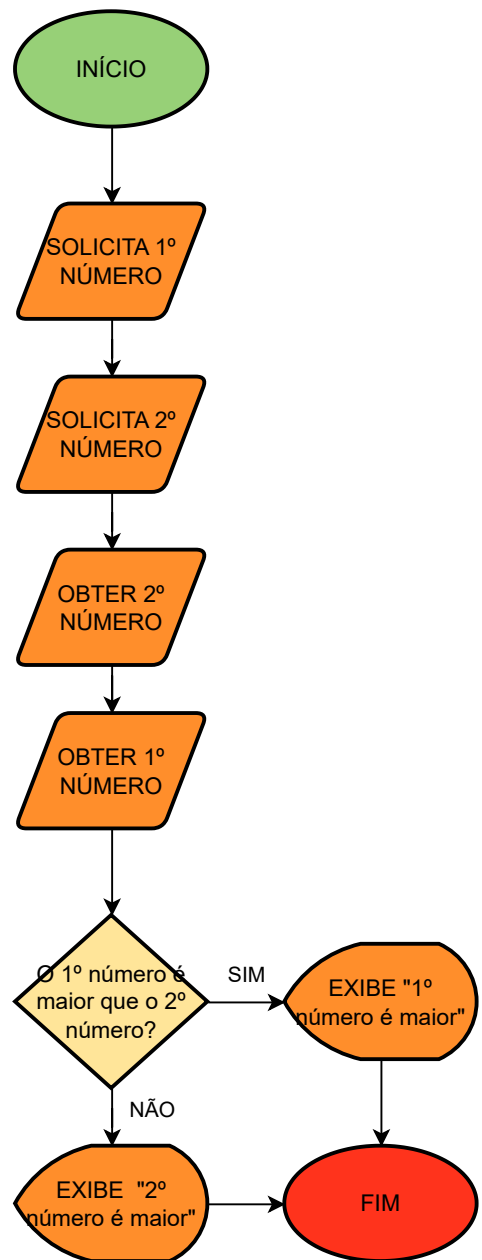 INÍCIO
SOLICITA 1º
NÚMERO
SOLICITA 2º
NÚMERO
OBTER 2º
NÚMERO
OBTER 1º
NÚMERO
O 1º número é
maior que o 2º
número?
SIM
EXIBE "1º
número é maior"
NÃO
EXIBE  "2º
número é maior"
FIM